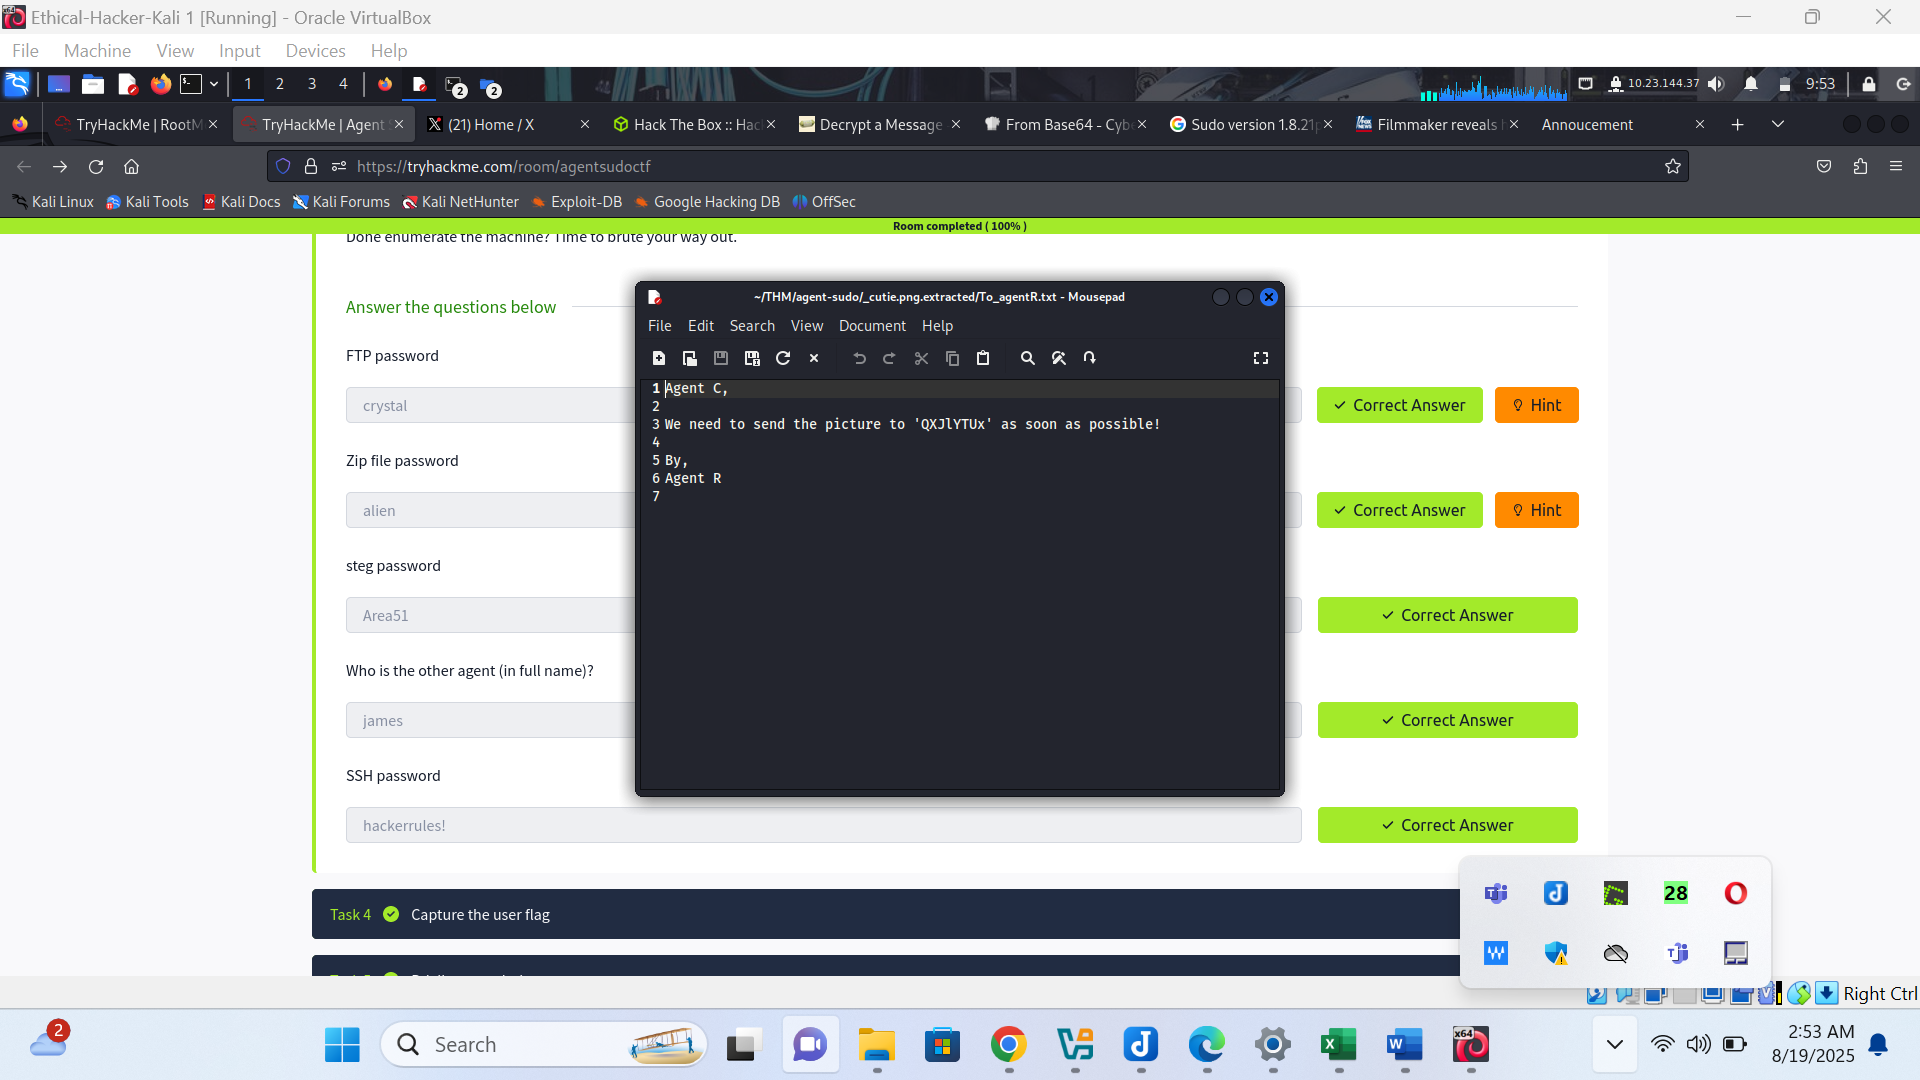 Ethical-Hacker-Kali 1 [Running] - Oracle VirtualBox
File Machine View Input Devices Help
1 2 3 4 2 2 10.23.144.37 9:53
TryHackMe | RootM TryHackMe | Agent (21) Home / X Hack The Box :: Hac Decrypt a Message From Base64 - Cyb Sudo version 1.8.21p Filmmaker reveals Annoucement
https://tryhackme.com/room/agentsudoctf
Kali Linux Kali Tools Kali Docs Kali Forums Kali NetHunter Exploit-DB Google Hacking DB OffSec
Room completed ( 100% )
Done enumerate the machine? Time to brute your way out.
Answer the questions below
FTP password
crystal
Correct Answer Hint
Zip file password
alien
Correct Answer Hint
steg password
Area51
Correct Answer
Who is the other agent (in full name)?
james
Correct Answer
SSH password
hackerrules!
Correct Answer
~/THM/agent-sudo/_cutie.png.extracted/To_agentR.txt - Mousepad
File Edit Search View Document Help
1 Agent C,
2
3 We need to send the picture to 'QXJlYTUx' as soon as possible!
4
5 By,
6 Agent R
7
Task 4 Capture the user flag
28
Right Ctrl
2
Search
x64
2:53 AM
8/19/2025